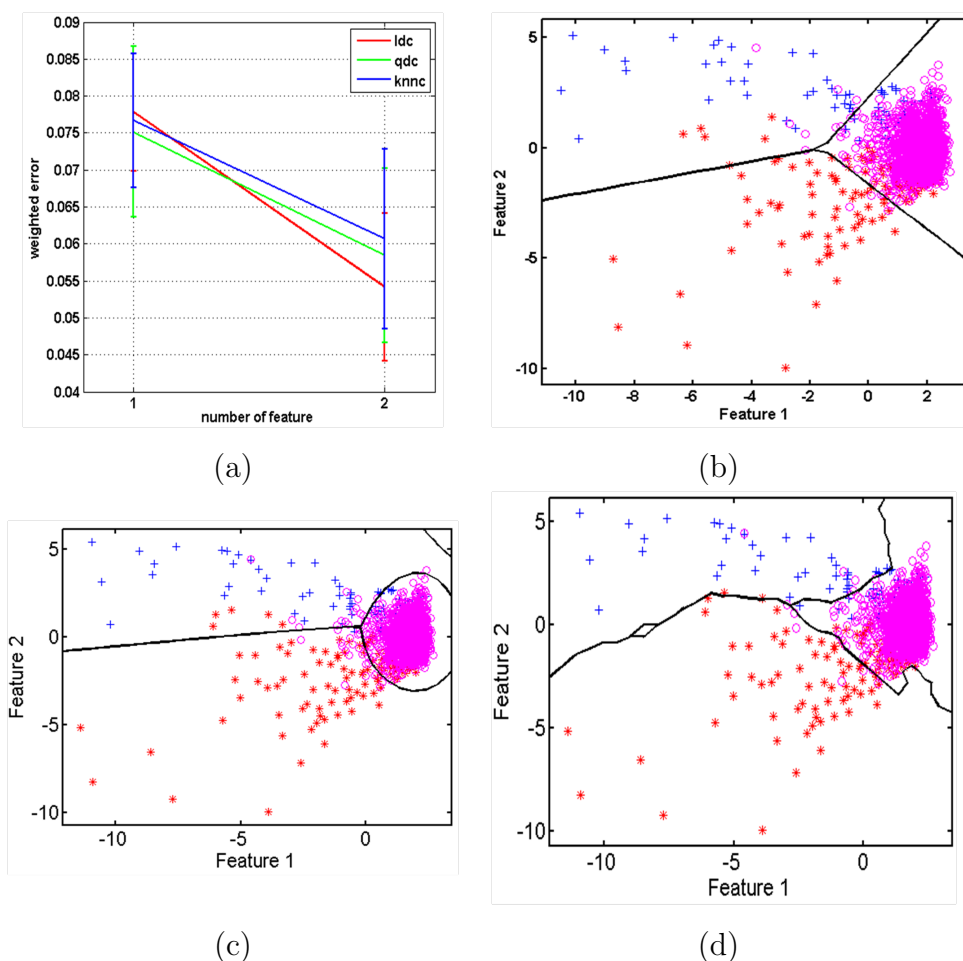 0.09
0.085
0.08
0.075
0.07
0.065
0.06
0.055
0.05
0.045
0.04
weighted error
ldc
qdc
knnc
1 2
number of feature
(a)
5
0
-5
-10
Feature 2
-10 -8 -6 -4 -2 0 2
Feature 1
(b)
5
0
-5
-10
Feature 2
-10 -5 0
Feature 1
(c)
5
0
-5
-10
Feature 2
-10 -5 0
Feature 1
(d)